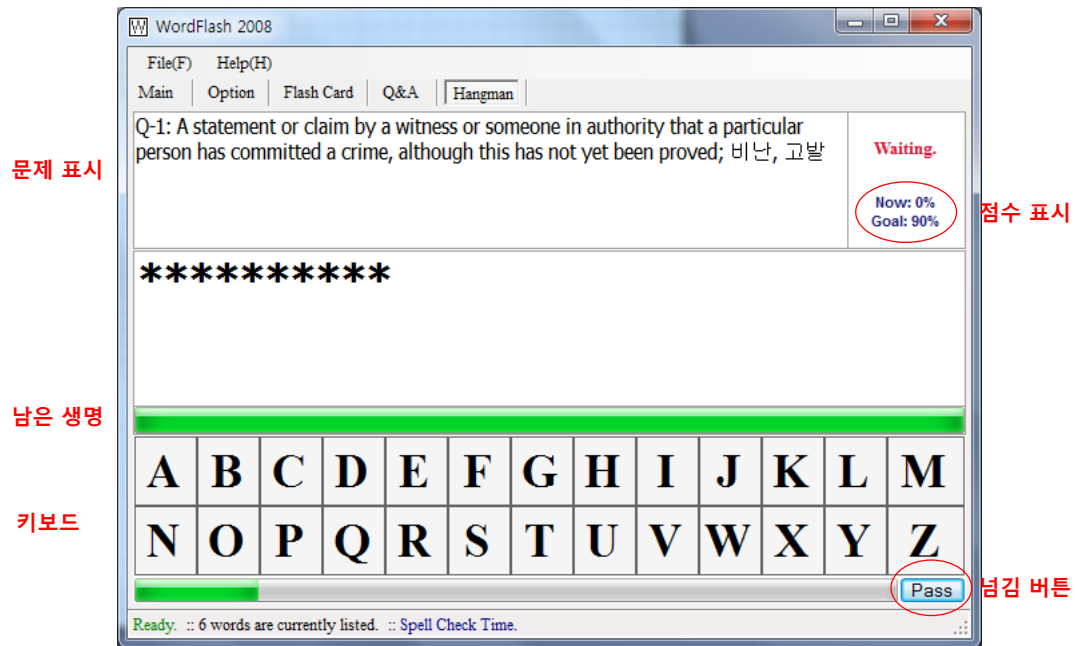 WordFlash 2008
File(F) Help(H)
Main Option Flash Card Q&A Hangman
Q-1: A statement or claim by a witness or someone in authority that a particular
person has committed a crime, although this has not yet been proved; 비난, 고발
Waiting.
문제 표시
Now: 0%
Goal: 90%
점수 표시
**********
남은 생명
A B C D E F G H I J K L M
키보드
N O P Q R S T U V W X Y Z
Pass
넘김 버튼
Ready. :: 6 words are currently listed. :: Spell Check Time.